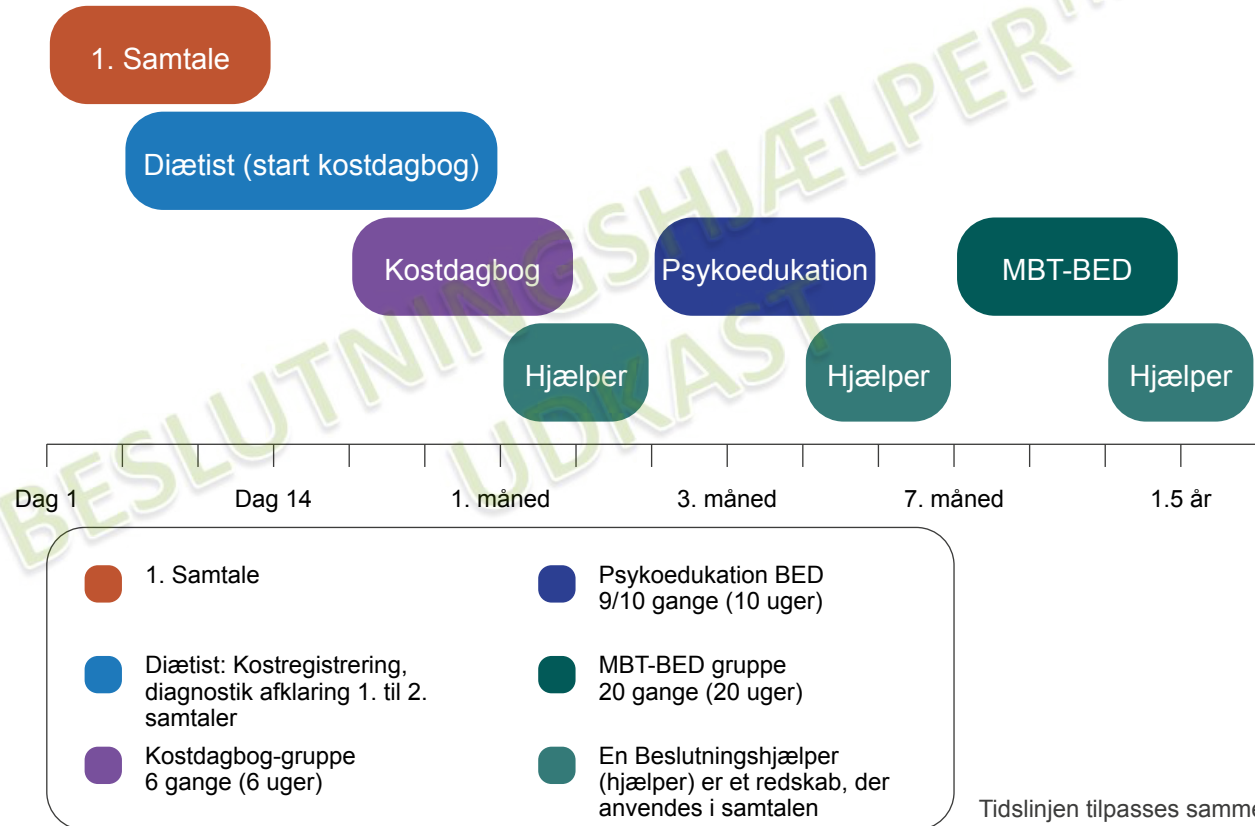 1. Samtale
Diætist (start kostdagbog)
Kostdagbog
Psykoedukation
MBT-BED
Hjælper
Hjælper
Hjælper
BESLUTNINGSHJÆLPER
UDKAST
Dag 1
Dag 14
1. måned
3. måned
7. måned
1.5 år
1. Samtale
Diætist: Kostregistrering,
diagnostik afklaring 1. til 2.
samtaler
Kostdagbog-gruppe
6 gange (6 uger)
Psykoedukation BED
9/10 gange (10 uger)
MBT-BED gruppe
20 gange (20 uger)
En Beslutningshjælper
(hjælper) er et redskab, der
anvendes i samtalen
Tidslinjen tilpasses